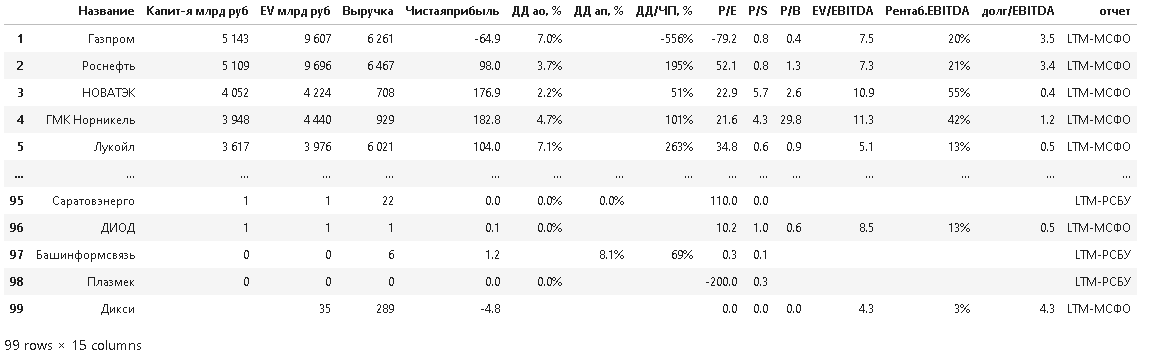 Название Капит-я млрд руб EV млрд руб Выручка Чистаяприбыль ДД ао, % ДД ап, % ДД/ЧП, % P/E P/S P/B EV/EBITDA Рентаб.EBITDA долг/EBITDA отчет
1 Газпром 5 143 9 607 6 261 -64.9 7.0% -556% -79.2 0.8 0.4 7.5 20% 3.5 LTM-МСФО
2 Роснефть 5 109 9 696 6 467 98.0 3.7% 195% 52.1 0.8 1.3 7.3 21% 3.4 LTM-МСФО
3 НОВАТЭК 4 052 4 224 708 176.9 2.2% 51% 22.9 5.7 2.6 10.9 55% 0.4 LTM-МСФО
4 ГМК Норникель 3 948 4 440 929 182.8 4.7% 101% 21.6 4.3 29.8 11.3 42% 1.2 LTM-МСФО
5 Лукойл 3 617 3 976 6 021 104.0 7.1% 263% 34.8 0.6 0.9 5.1 13% 0.5 LTM-МСФО
... ... ... ... ... ... ... ... ... ... ... ... ... ... ... ...
95 Саратовэнерго 1 1 22 0.0 0.0% 0.0% 110.0 0.0 LTM-РСБУ
96 ДИОД 1 1 1 0.1 0.0% 10.2 1.0 0.6 8.5 13% 0.5 LTM-МСФО
97 Башинформсвязь 0 0 6 1.2 8.1% 69% 0.3 0.1 LTM-РСБУ
98 Плазмек 0 0 0 0.0 0.0% -200.0 0.3 LTM-РСБУ
99 Дикси 35 289 -4.8 0.0 0.0 0.0 4.3 3% 4.3 LTM-МСФО
99 rows × 15 columns